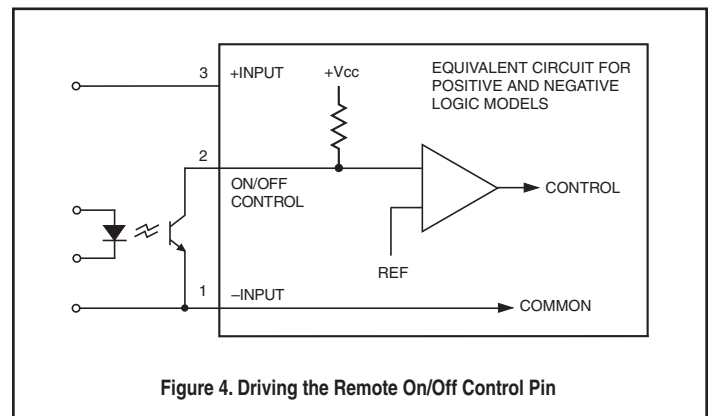 3 +INPUT
+Vcc
EQUIVALENT CIRCUIT FOR
POSITIVE AND NEGATIVE
LOGIC MODELS
2
ON/OFF
CONTROL
CONTROL
REF
1 –INPUT
COMMON
Figure 4. Driving the Remote On/Off Control Pin